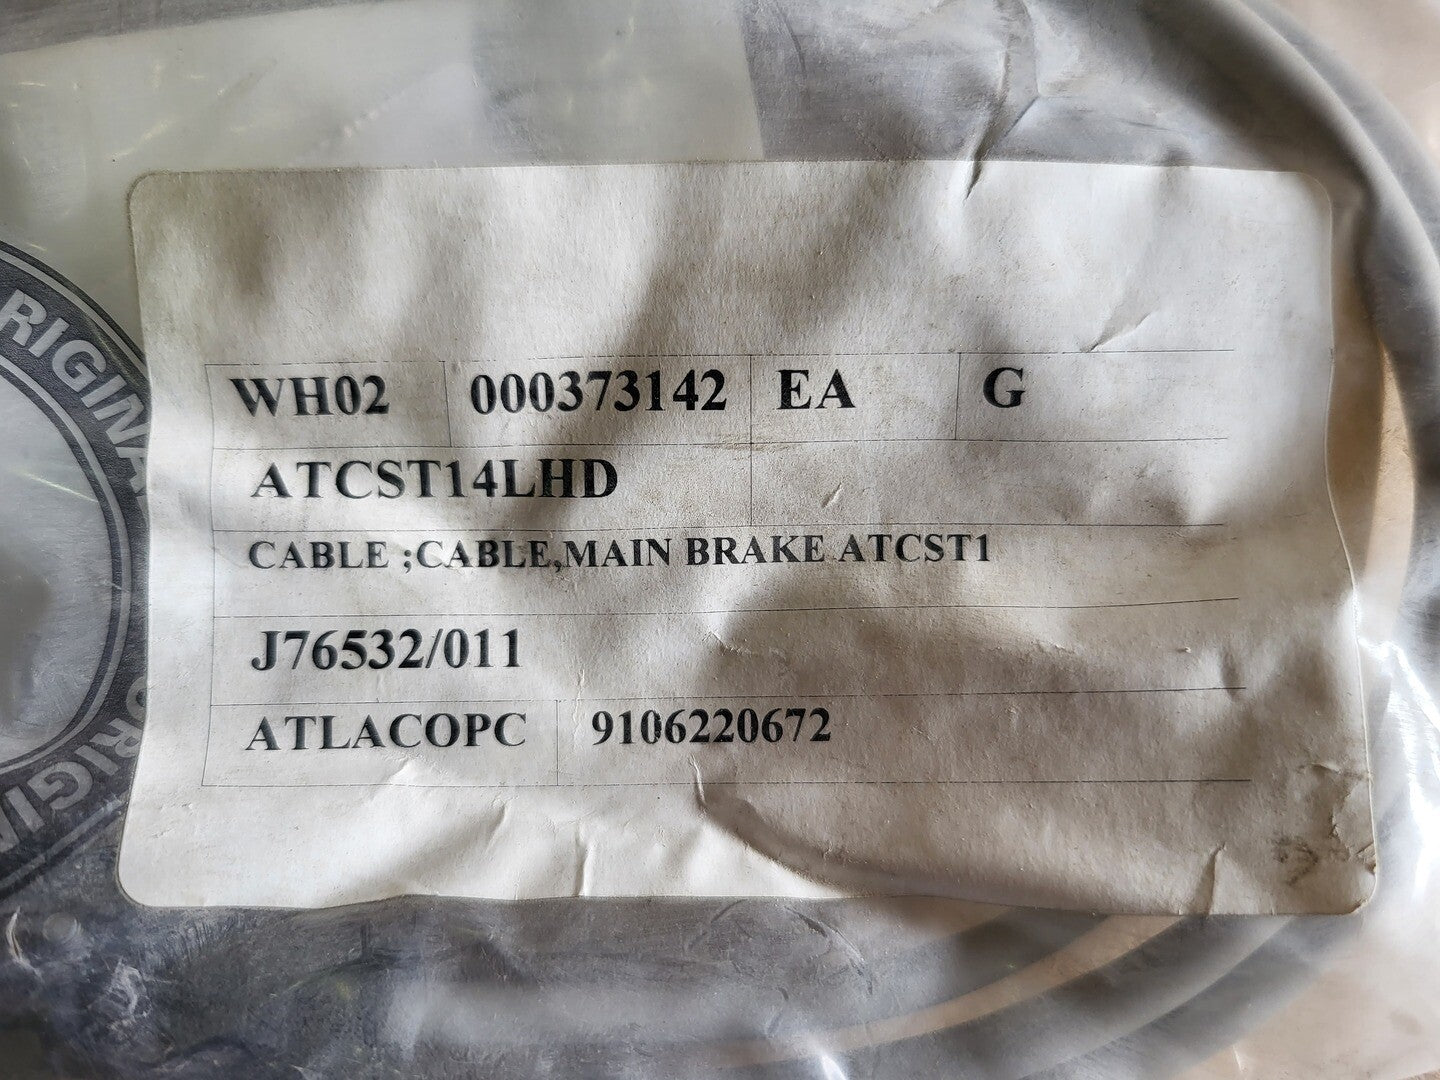 WH02 000373142 EA G
ATCST14LHD
CABLE ;CABLE,MAIN BRAKE ATCST1
J76532/011
ATLACOPC 9106220672